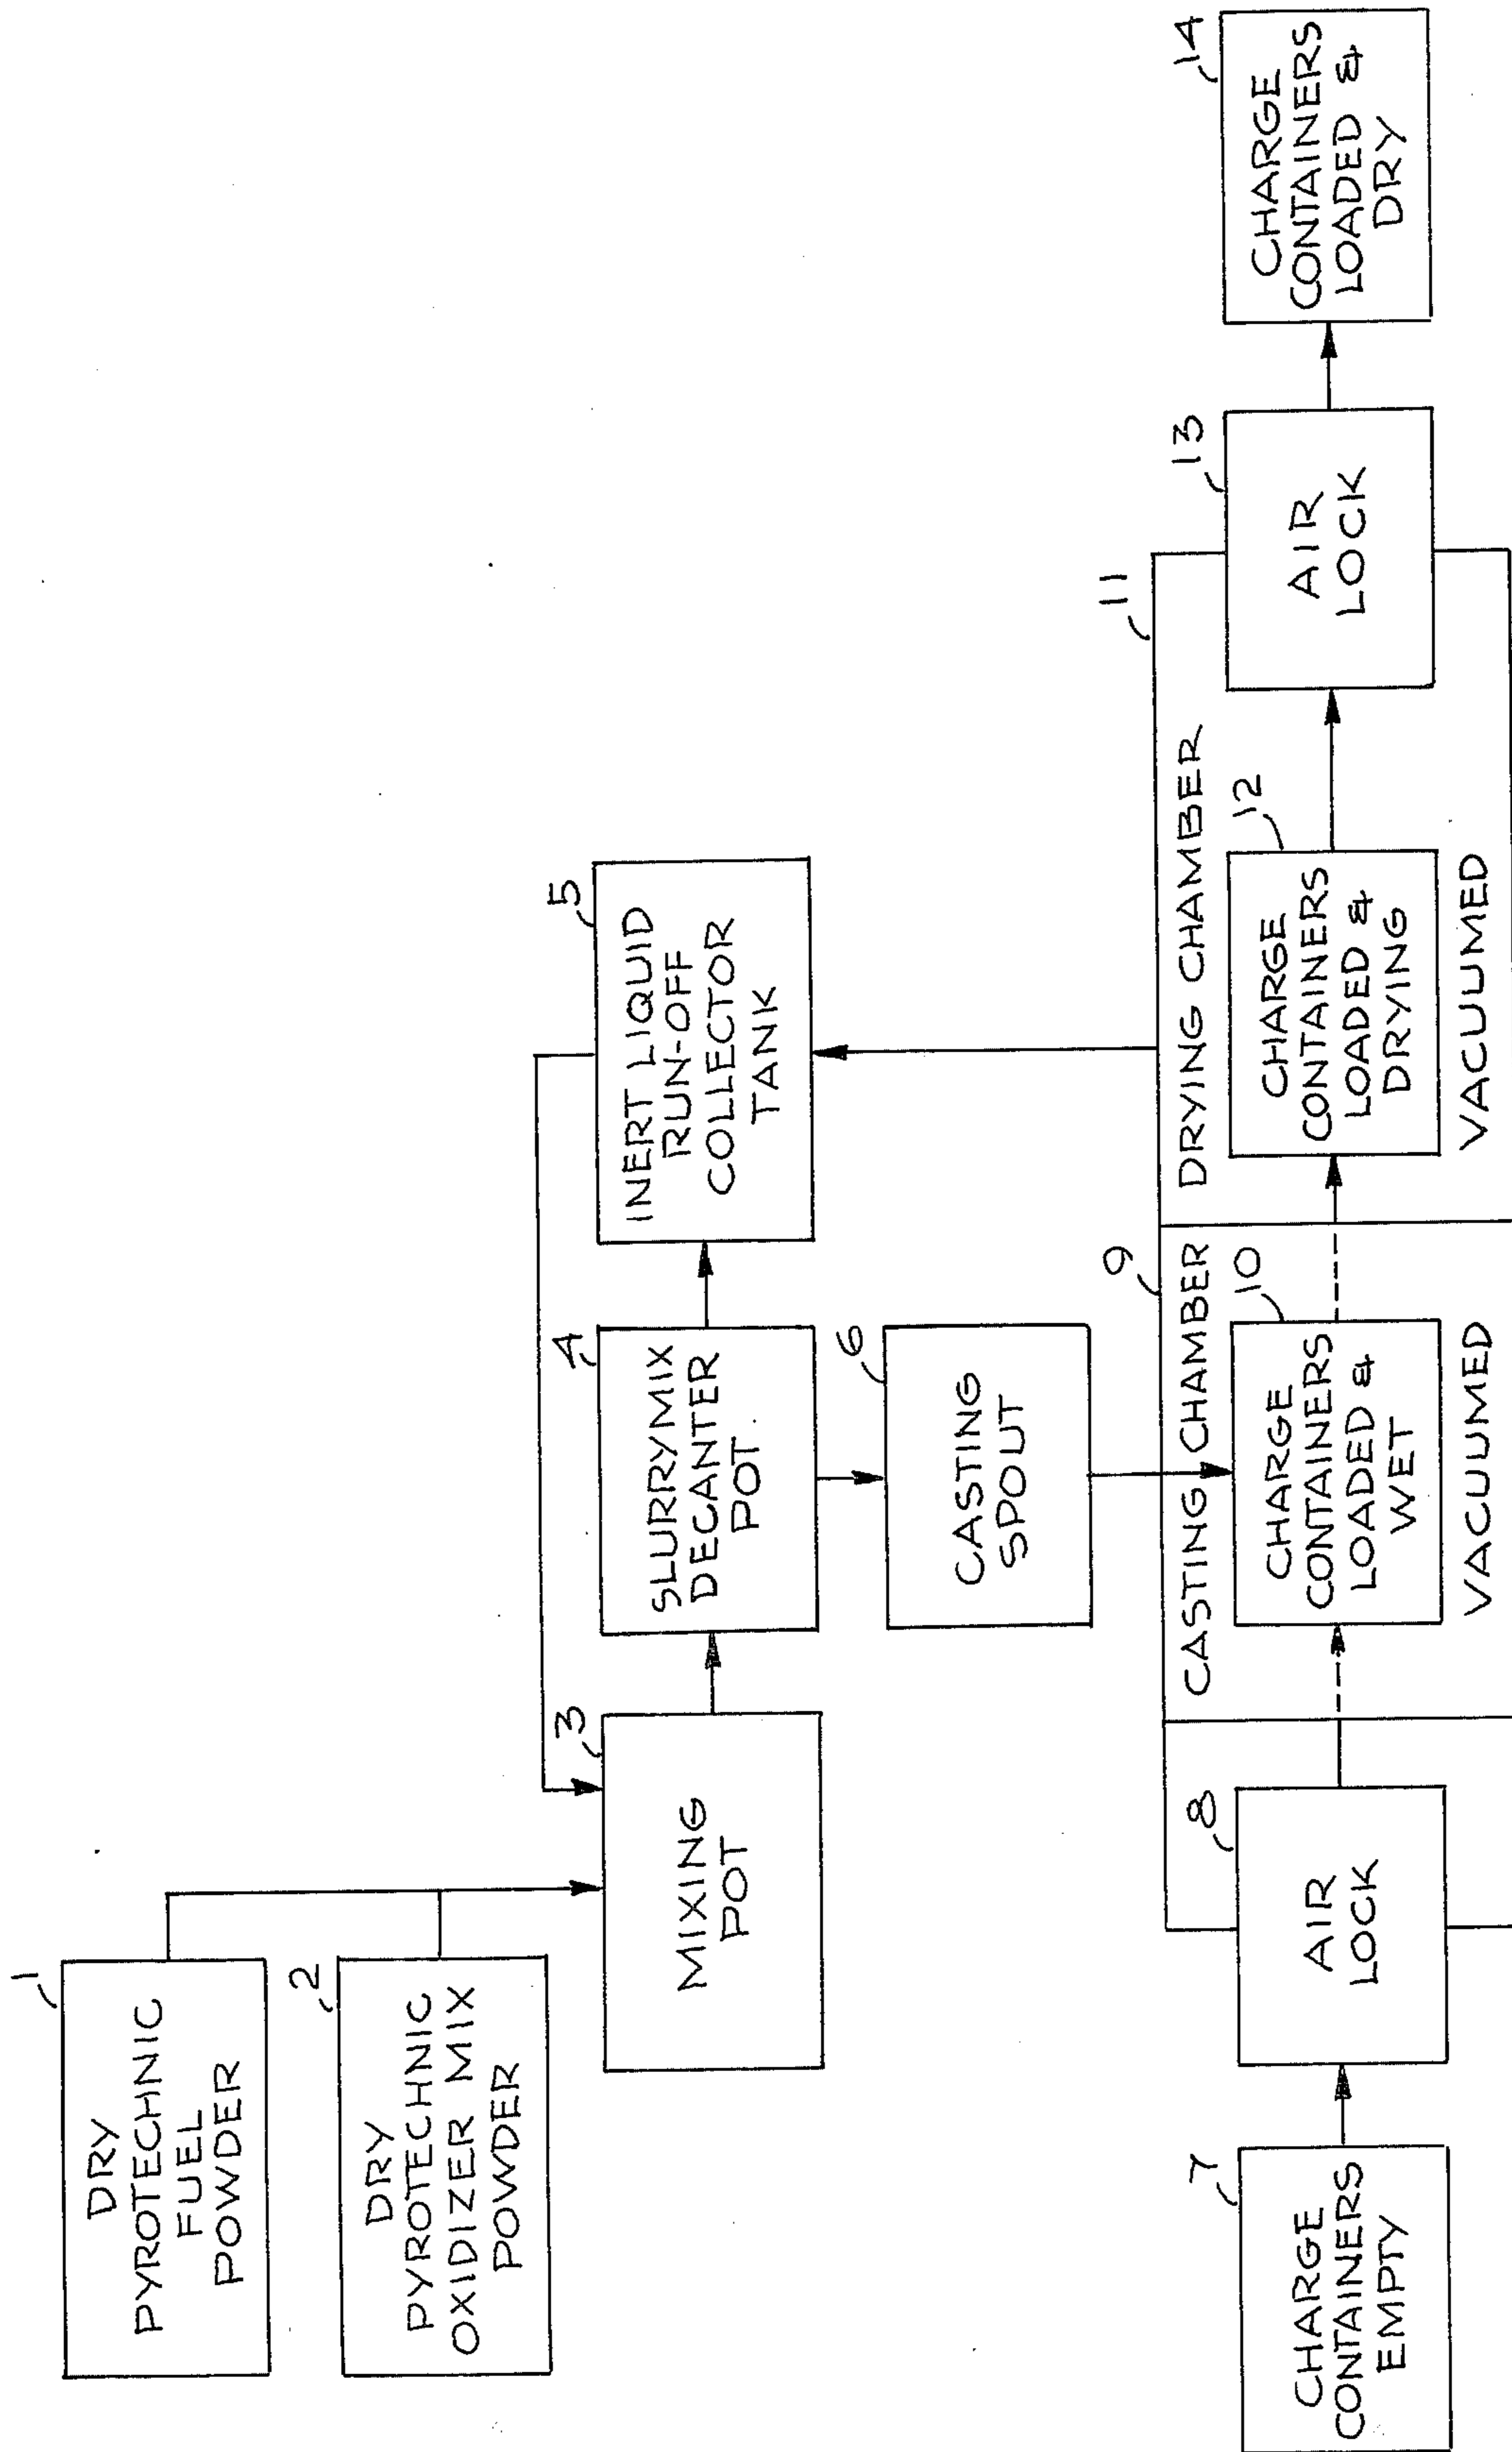 1
DRY
PYROTECHNIC
FUEL
POWDER
2
DRY
PYROTECHNIC
OXIDIZER MIX
POWDER
3
MIXING
POT
4
SLURRYMIX
DECANTER
POT
5
INERT LIQUID
RUN-OFF
COLLECTOR
TANK
6
CASTING
SPOUT
7
CHARGE
CONTAINERS
EMPTY
8
AIR
LOCK
9
CASTING CHAMBER
10
CHARGE
CONTAINERS
LOADED &
WET
VACUUMED
11
DRYING CHAMBER
12
CHARGE
CONTAINERS
LOADED &
DRYING
VACUUMED
13
AIR
LOCK
14
CHARGE
CONTAINERS
LOADED &
DRY